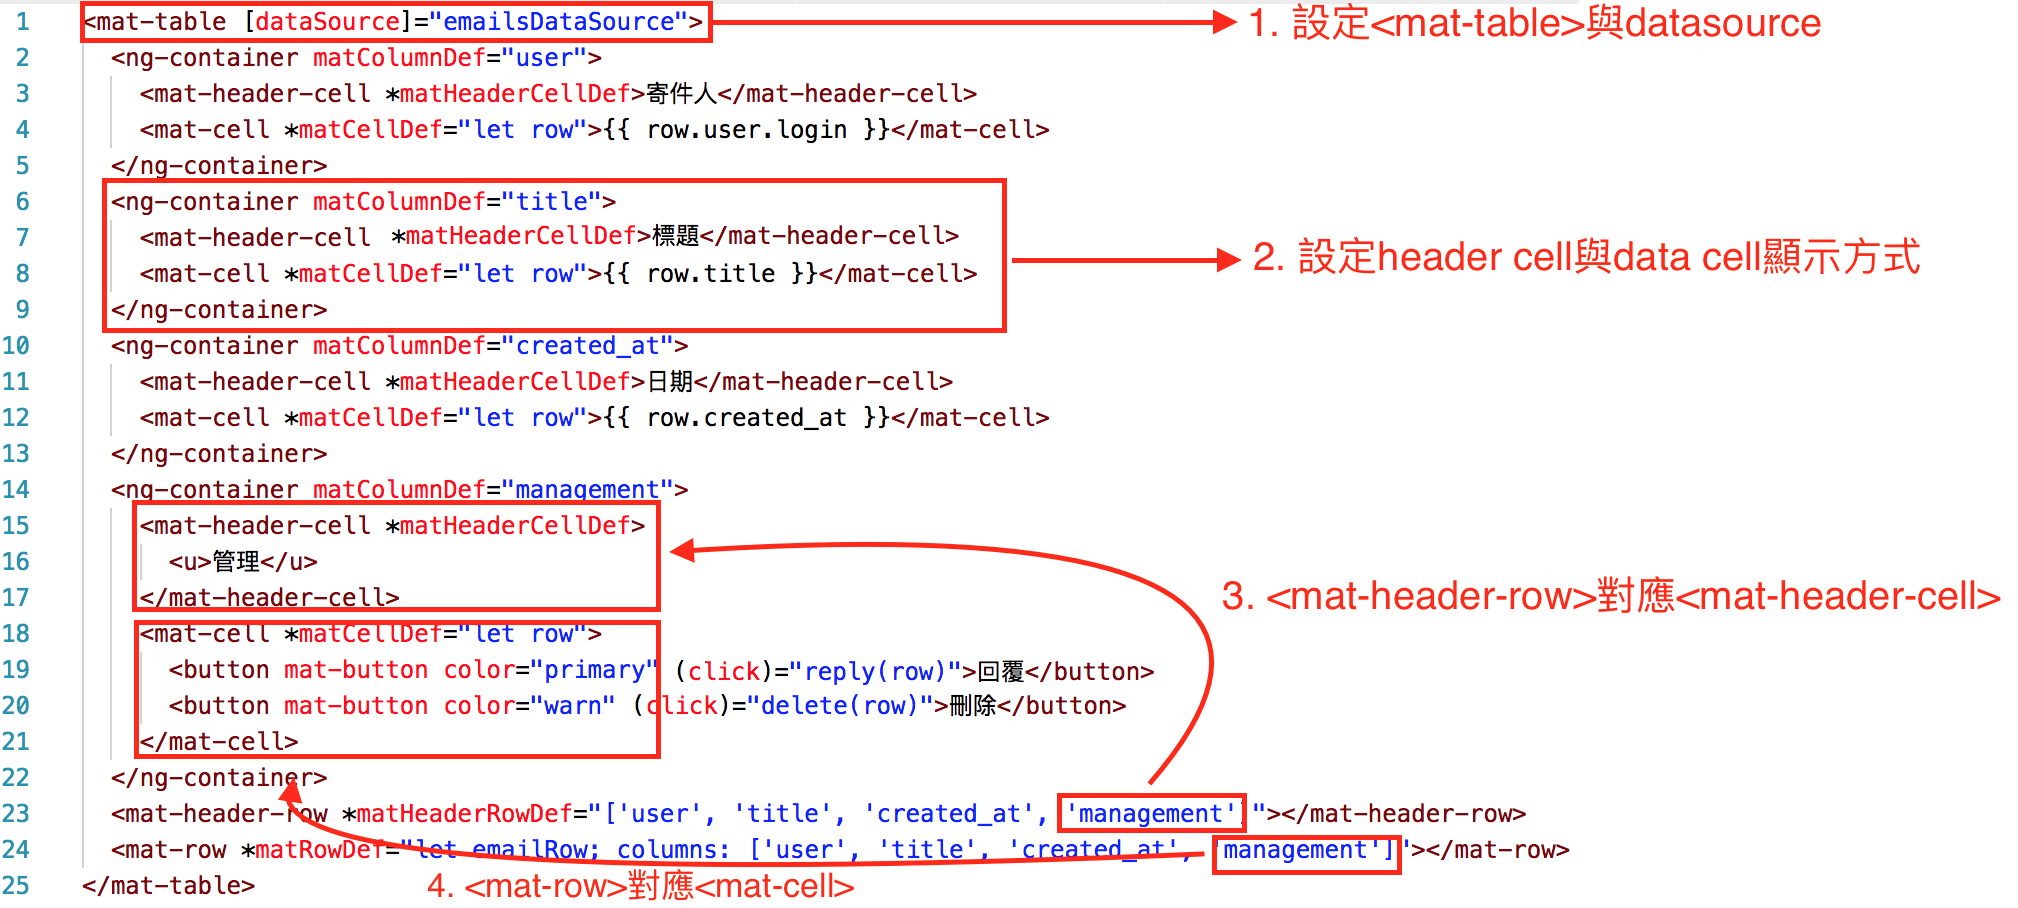 1 <mat-table [dataSource]="emailsDataSource">
1. 設定<mat-table>與datasource
2 <ng-container matColumnDef="user">
3 <mat-header-cell *matHeaderCellDef>寄件人</mat-header-cell>
4 <mat-cell *matCellDef="let row">{{ row.user.login }}</mat-cell>
5 </ng-container>
6 <ng-container matColumnDef="title">
7 <mat-header-cell *matHeaderCellDef>標題</mat-header-cell>
8 <mat-cell *matCellDef="let row">{{ row.title }}</mat-cell>
2. 設定header cell與data cell顯示方式
9 </ng-container>
10 <ng-container matColumnDef="created_at">
11 <mat-header-cell *matHeaderCellDef>日期</mat-header-cell>
12 <mat-cell *matCellDef="let row">{{ row.created_at }}</mat-cell>
13 </ng-container>
14 <ng-container matColumnDef="management">
15 <mat-header-cell *matHeaderCellDef>
16 <u>管理</u>
17 </mat-header-cell>
3. <mat-header-row>對應<mat-header-cell>
18 <mat-cell *matCellDef="let row">
19 <button mat-button color="primary" (click)="reply(row)">回覆</button>
20 <button mat-button color="warn" (click)="delete(row)">刪除</button>
21 </mat-cell>
22 </ng-container>
23 <mat-header-row *matHeaderRowDef="['user', 'title', 'created_at', 'management']"></mat-header-row>
24 <mat-row *matRowDef="let emailRow; columns: ['user', 'title', 'created_at', 'management']"></mat-row>
25 </mat-table>
4. <mat-row>對應<mat-cell>